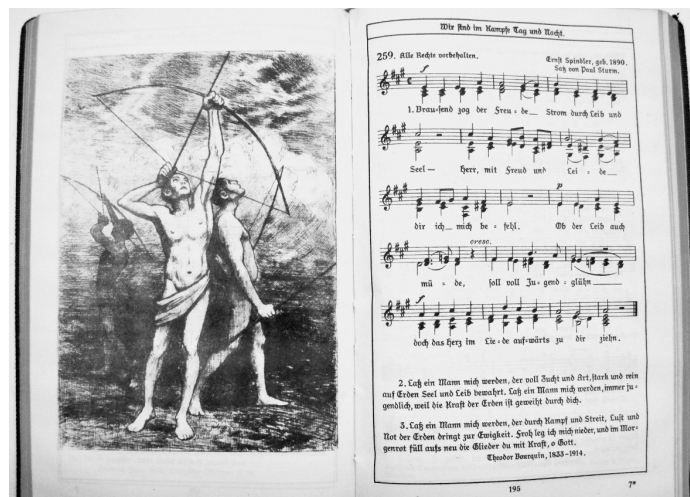 Wir sind im Kampfe Tag und Nacht.
259. Alle Rechte vorbehalten.
Ernst Spindler, geb. 1890.
Satz von Paul Sturm.
f
1. Brau=send zog der Freu = de Strom durch Leib und
Seel — Herr, mit Freud und Lei = de
p
dir ich mich be = fehl. Ob der Leib auch
cresc. f
mü = de, soll voll Ju=gend=glühn
doch das Herz im Lie=de auf=wärts zu dir ziehn.
2. Laß ein Mann mich werden, der voll Zucht und Art, stark und rein
auf Erden Seel und Leib bewahrt. Laß ein Mann mich werden, immer ju=
gendlich, weil die Kraft der Erden ist geweiht durch dich.
3. Laß ein Mann mich werden, der durch Kampf und Streit, Lust und
Not der Erden dringt zur Ewigkeit. Froh leg ich mich nieder, und im Mor=
genrot füll aufs neu die Glieder du mit Kraft, o Gott.
Theodor Bourquin, 1833–1914.
195
7*